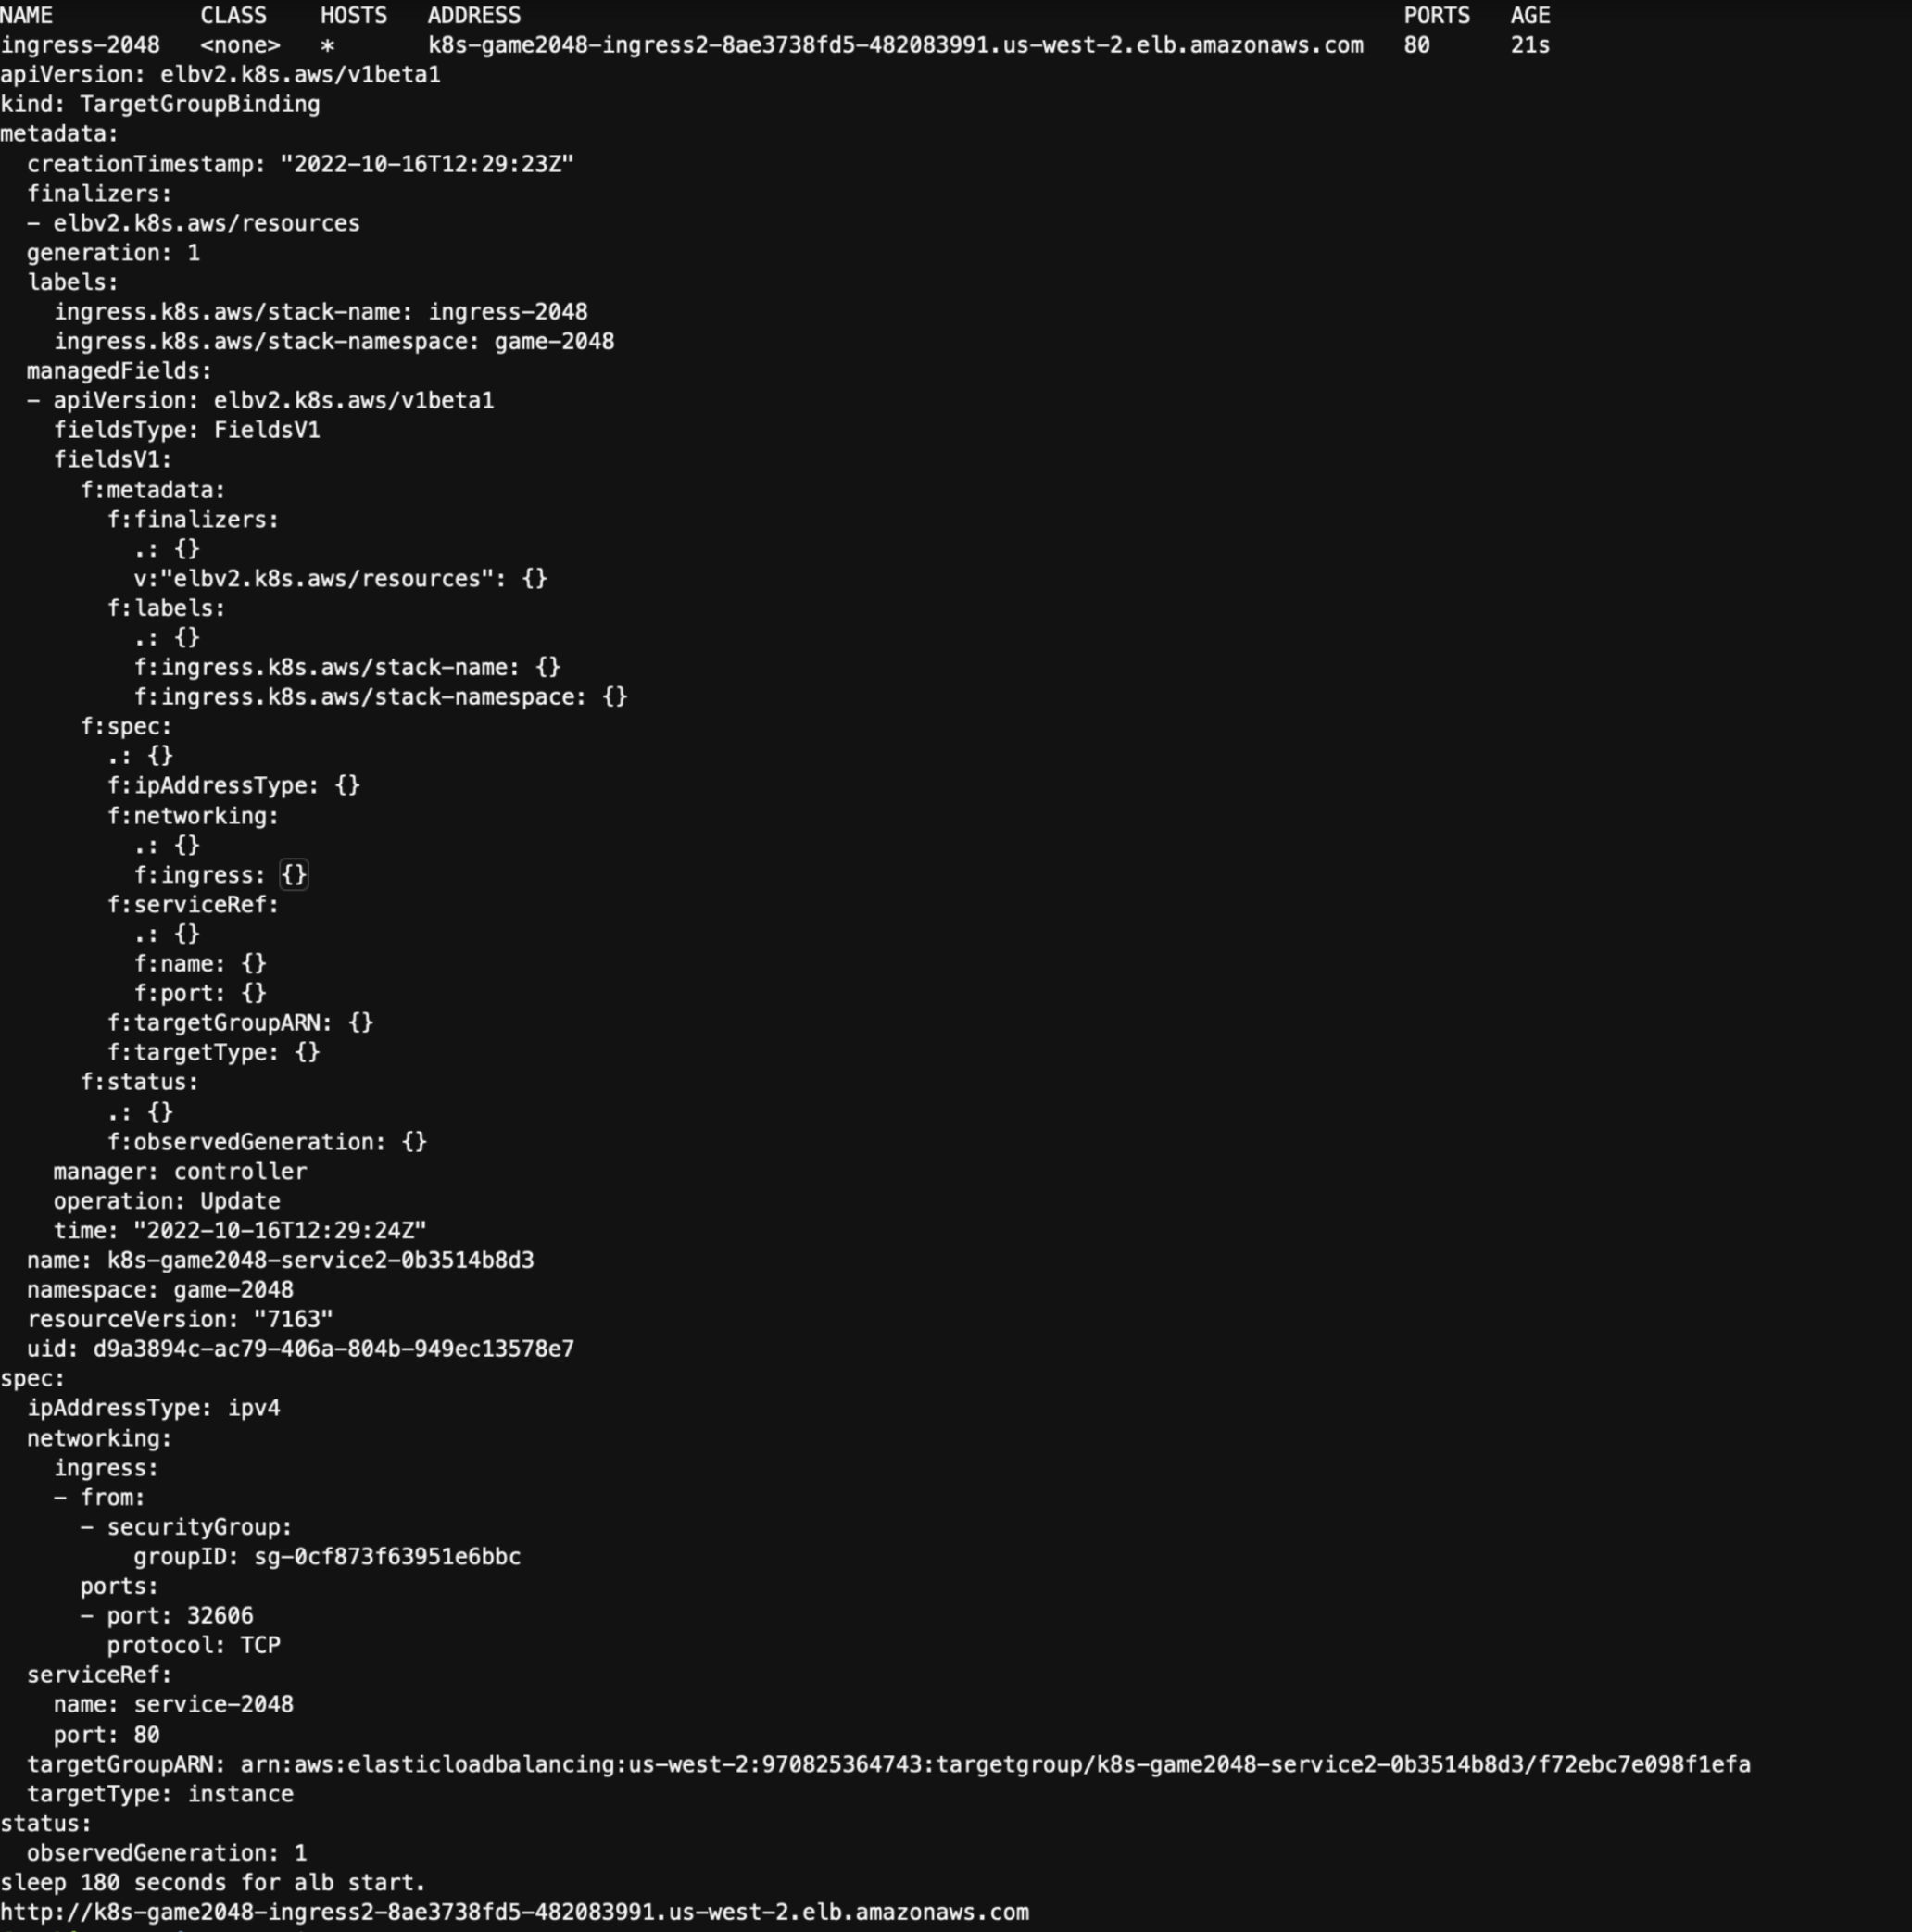 NAME           CLASS    HOSTS   ADDRESS                                                                  PORTS   AGE
ingress-2048   <none>   *       k8s-game2048-ingress2-8ae3738fd5-482083991.us-west-2.elb.amazonaws.com   80      21s
apiVersion: elbv2.k8s.aws/v1beta1
kind: TargetGroupBinding
metadata:
  creationTimestamp: "2022-10-16T12:29:23Z"
  finalizers:
  - elbv2.k8s.aws/resources
  generation: 1
  labels:
    ingress.k8s.aws/stack-name: ingress-2048
    ingress.k8s.aws/stack-namespace: game-2048
  managedFields:
  - apiVersion: elbv2.k8s.aws/v1beta1
    fieldsType: FieldsV1
    fieldsV1:
      f:metadata:
        f:finalizers:
          .: {}
          v:"elbv2.k8s.aws/resources": {}
        f:labels:
          .: {}
          f:ingress.k8s.aws/stack-name: {}
          f:ingress.k8s.aws/stack-namespace: {}
      f:spec:
        .: {}
        f:ipAddressType: {}
        f:networking:
          .: {}
          f:ingress: {}
        f:serviceRef:
          .: {}
          f:name: {}
          f:port: {}
        f:targetGroupARN: {}
        f:targetType: {}
      f:status:
        .: {}
        f:observedGeneration: {}
    manager: controller
    operation: Update
    time: "2022-10-16T12:29:24Z"
  name: k8s-game2048-service2-0b3514b8d3
  namespace: game-2048
  resourceVersion: "7163"
  uid: d9a3894c-ac79-406a-804b-949ec13578e7
spec:
  ipAddressType: ipv4
  networking:
    ingress:
    - from:
      - securityGroup:
          groupID: sg-0cf873f63951e6bbc
      ports:
      - port: 32606
        protocol: TCP
  serviceRef:
    name: service-2048
    port: 80
  targetGroupARN: arn:aws:elasticloadbalancing:us-west-2:970825364743:targetgroup/k8s-game2048-service2-0b3514b8d3/f72ebc7e098f1efa
  targetType: instance
status:
  observedGeneration: 1
sleep 180 seconds for alb start.
http://k8s-game2048-ingress2-8ae3738fd5-482083991.us-west-2.elb.amazonaws.com